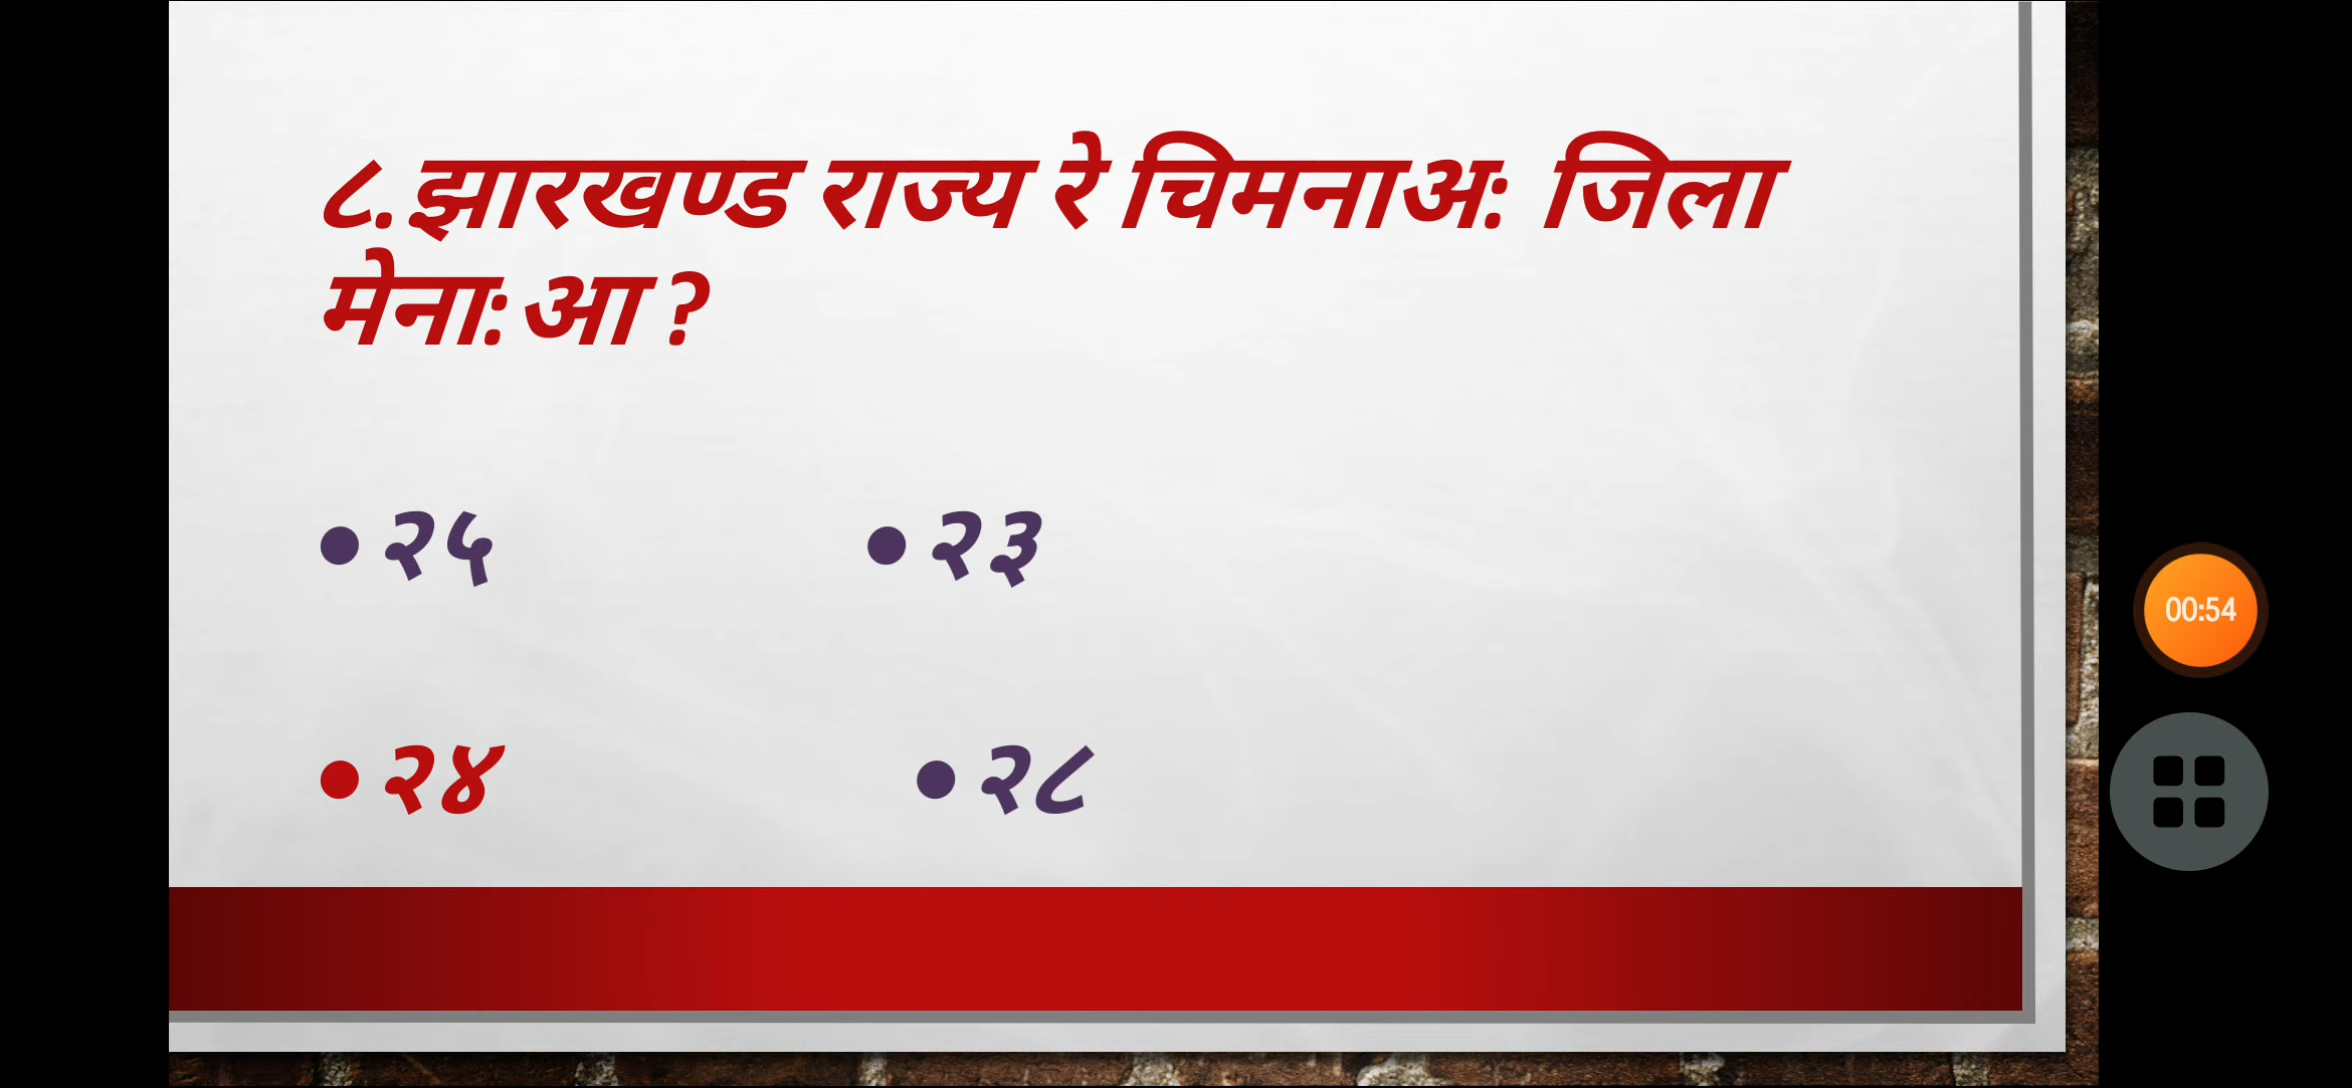 ८.झारखण्ड राज्य रे चिमनाअ: जिला
मेना:आ ?
• २५ • २३
• २४ • २८
00:54